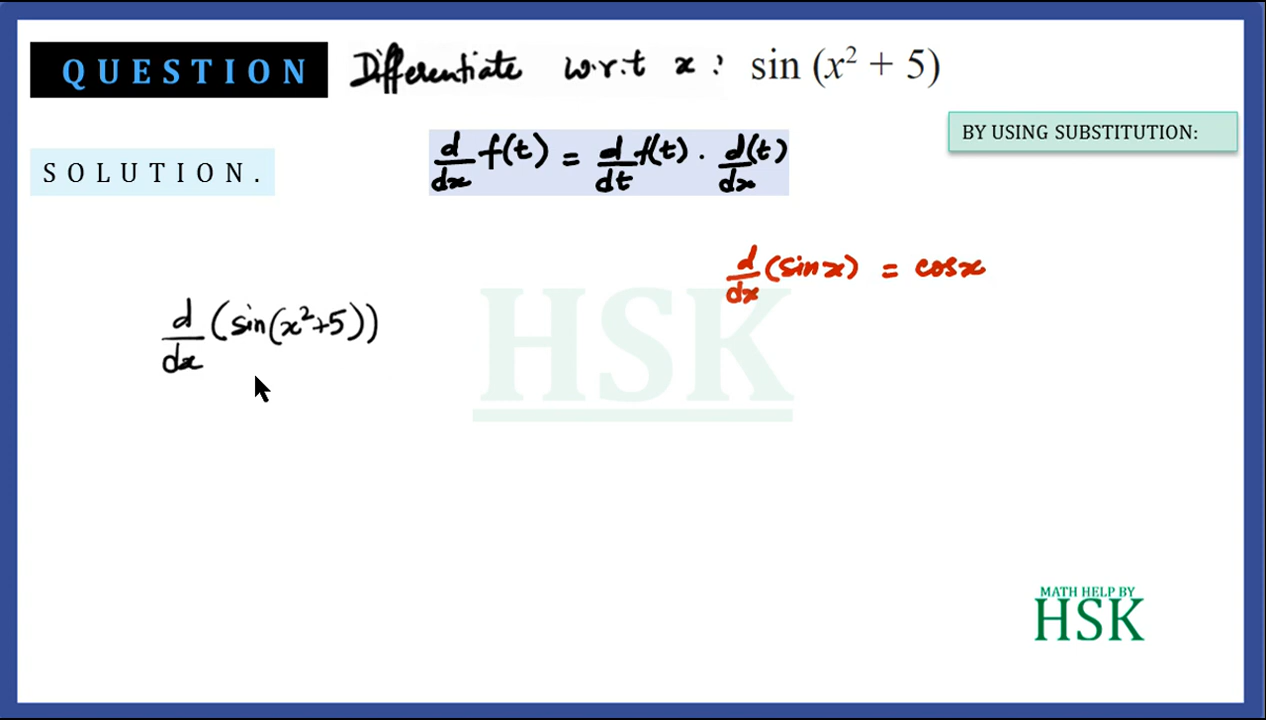 QUESTION Differentiate w.r.t x : sin (x² + 5)
BY USING SUBSTITUTION:
SOLUTION.
d/dx f(t) = d/dt f(t) . d(t)/dx
d/dx (sin x) = cos x
d/dx (sin(x²+5))
HSK
MATH HELP BY
HSK